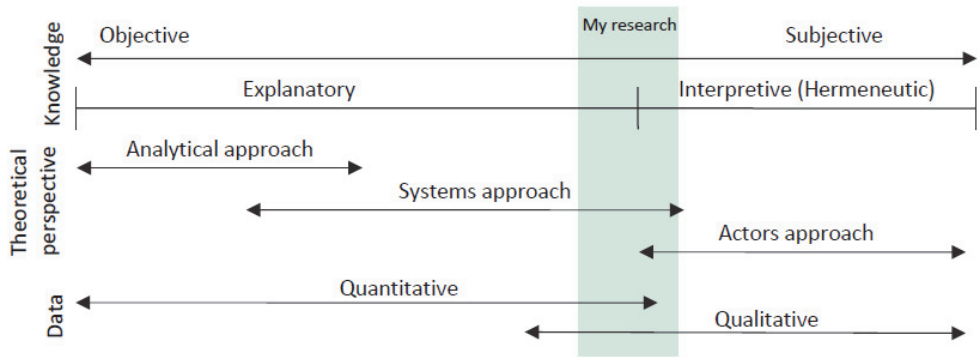 My research
Objective
Subjective
Knowledge
Explanatory
Interpretive (Hermeneutic)
Theoretical
perspective
Analytical approach
Systems approach
Actors approach
Data
Quantitative
Qualitative